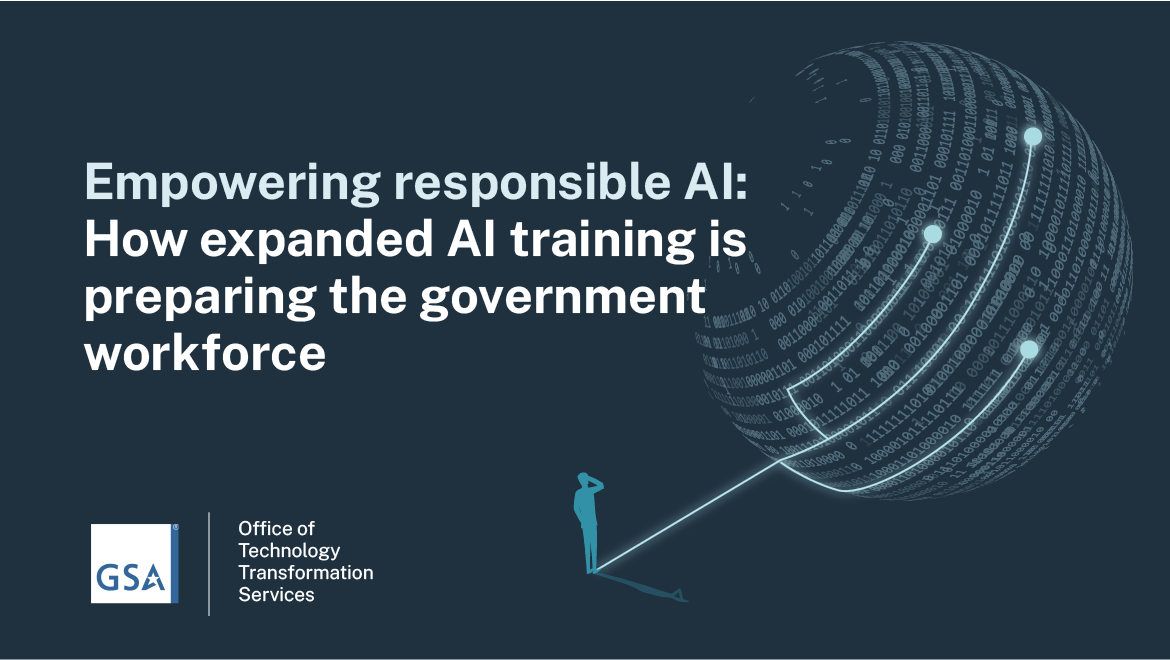 Empowering responsible AI:
How expanded AI training is
preparing the government
workforce
GSA
®
Office of
Technology
Transformation
Services